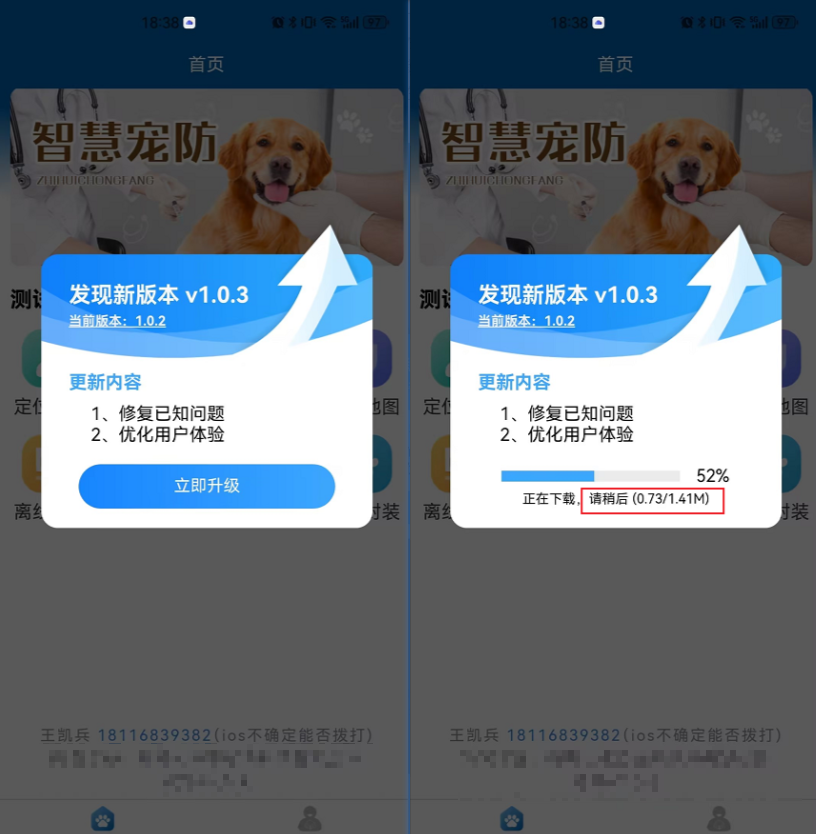 18:38
97
首页
智慧宠防
ZHIHUICHONGFANG
发现新版本 v1.0.3
当前版本：1.0.2
测试
更新内容
1、修复已知问题
2、优化用户体验
定位
地图
立即升级
离线
封装
王凯兵 18116839382(ios不确定能否拨打)
18:38
97
首页
智慧宠防
ZHIHUICHONGFANG
发现新版本 v1.0.3
当前版本：1.0.2
测试
更新内容
1、修复已知问题
2、优化用户体验
定位
地图
52%
正在下载，请稍后 (0.73/1.41M)
离线
封装
王凯兵 18116839382(ios不确定能否拨打)